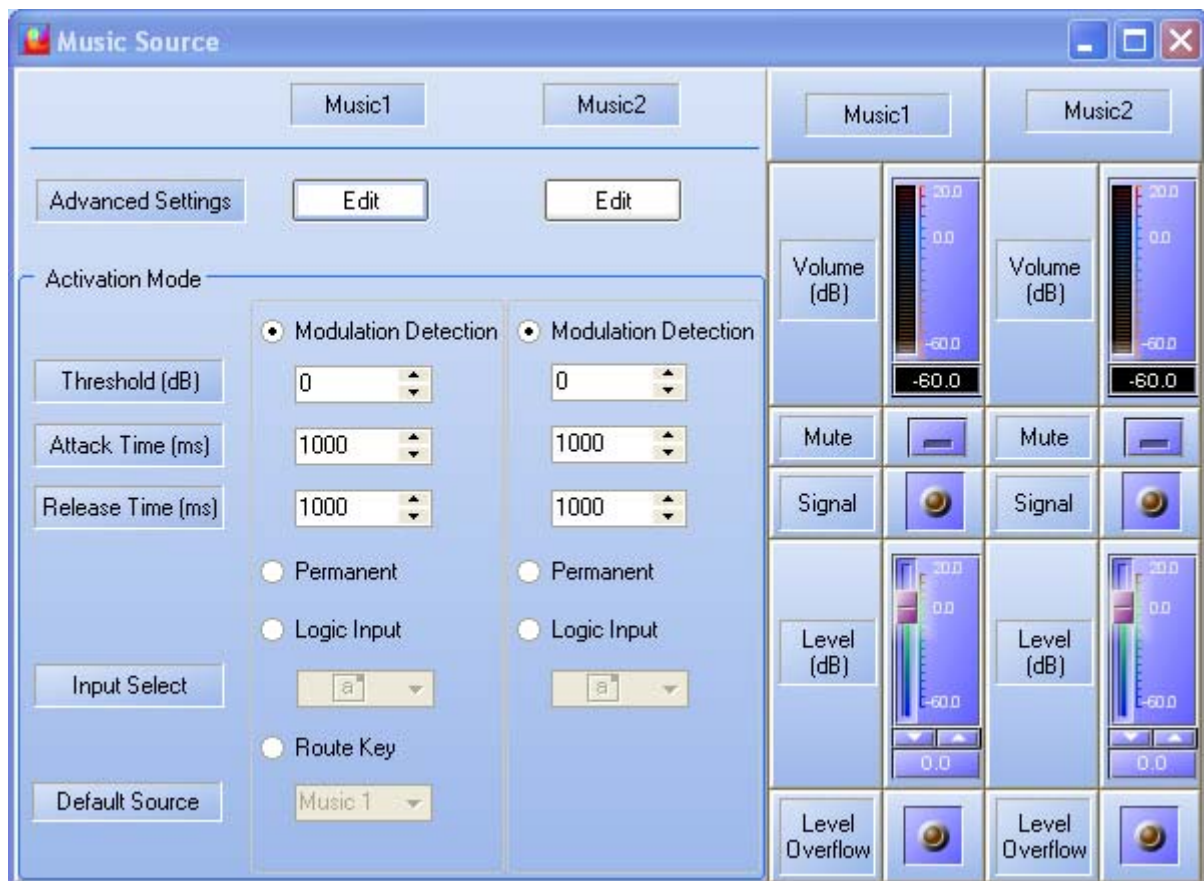 Music Source
Music1 Music2
Advanced Settings Edit Edit
Activation Mode
Modulation Detection Modulation Detection
Threshold (dB) 0 0
Attack Time (ms) 1000 1000
Release Time (ms) 1000 1000
Permanent Permanent
Logic Input Logic Input
Input Select a a
Route Key
Default Source Music 1
Music1 Music2
Volume (dB) 20.0 0.0 -60.0 -60.0 Volume (dB) 20.0 0.0 -60.0 -60.0
Mute Mute
Signal Signal
Level (dB) 20.0 0.0 -60.0 0.0 Level (dB) 20.0 0.0 -60.0 0.0
Level Overflow Level Overflow